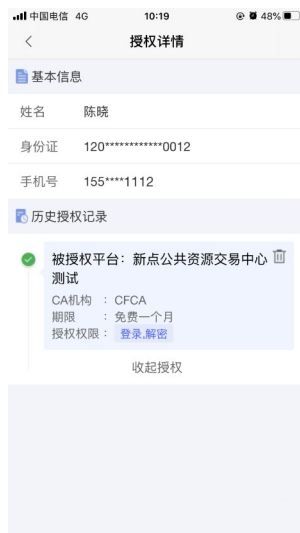 中国电信 4G 10:19 48%
授权详情
基本信息
姓名 陈晓
身份证 120************0012
手机号 155****1112
历史授权记录
被授权平台：新点公共资源交易中心
测试
CA机构 ：CFCA
期限 ：免费一个月
授权权限：登录,解密
收起授权